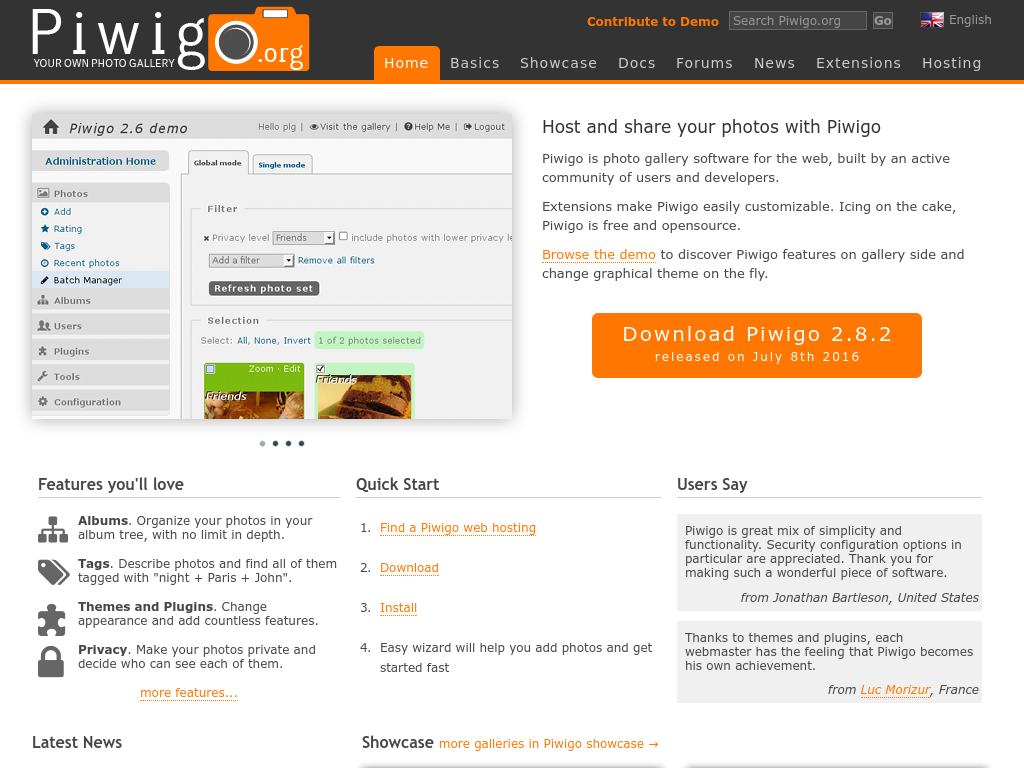 Piwigo.org
YOUR OWN PHOTO GALLERY
Contribute to Demo
Search Piwigo.org
Go
English
Home
Basics
Showcase
Docs
Forums
News
Extensions
Hosting
Piwigo 2.6 demo
Hello plg | Visit the gallery | Help Me | Logout
Administration Home
Photos
Add
Rating
Tags
Recent photos
Batch Manager
Albums
Users
Plugins
Tools
Configuration
Global mode
Single mode
Filter
Privacy level Friends include photos with lower privacy le
Add a filter Remove all filters
Refresh photo set
Selection
Select: All, None, Invert 1 of 2 photos selected
Zoom · Edit
Friends
Friends
Host and share your photos with Piwigo
Piwigo is photo gallery software for the web, built by an active
community of users and developers.
Extensions make Piwigo easily customizable. Icing on the cake,
Piwigo is free and opensource.
Browse the demo to discover Piwigo features on gallery side and
change graphical theme on the fly.
Download Piwigo 2.8.2
released on July 8th 2016
Features you'll love
Albums. Organize your photos in your
album tree, with no limit in depth.
Tags. Describe photos and find all of them
tagged with "night + Paris + John".
Themes and Plugins. Change
appearance and add countless features.
Privacy. Make your photos private and
decide who can see each of them.
more features...
Quick Start
1. Find a Piwigo web hosting
2. Download
3. Install
4. Easy wizard will help you add photos and get
started fast
Users Say
Piwigo is great mix of simplicity and
functionality. Security configuration options in
particular are appreciated. Thank you for
making such a wonderful piece of software.
from Jonathan Bartleson, United States
Thanks to themes and plugins, each
webmaster has the feeling that Piwigo becomes
his own achievement.
from Luc Morizur, France
Latest News
Showcase more galleries in Piwigo showcase →